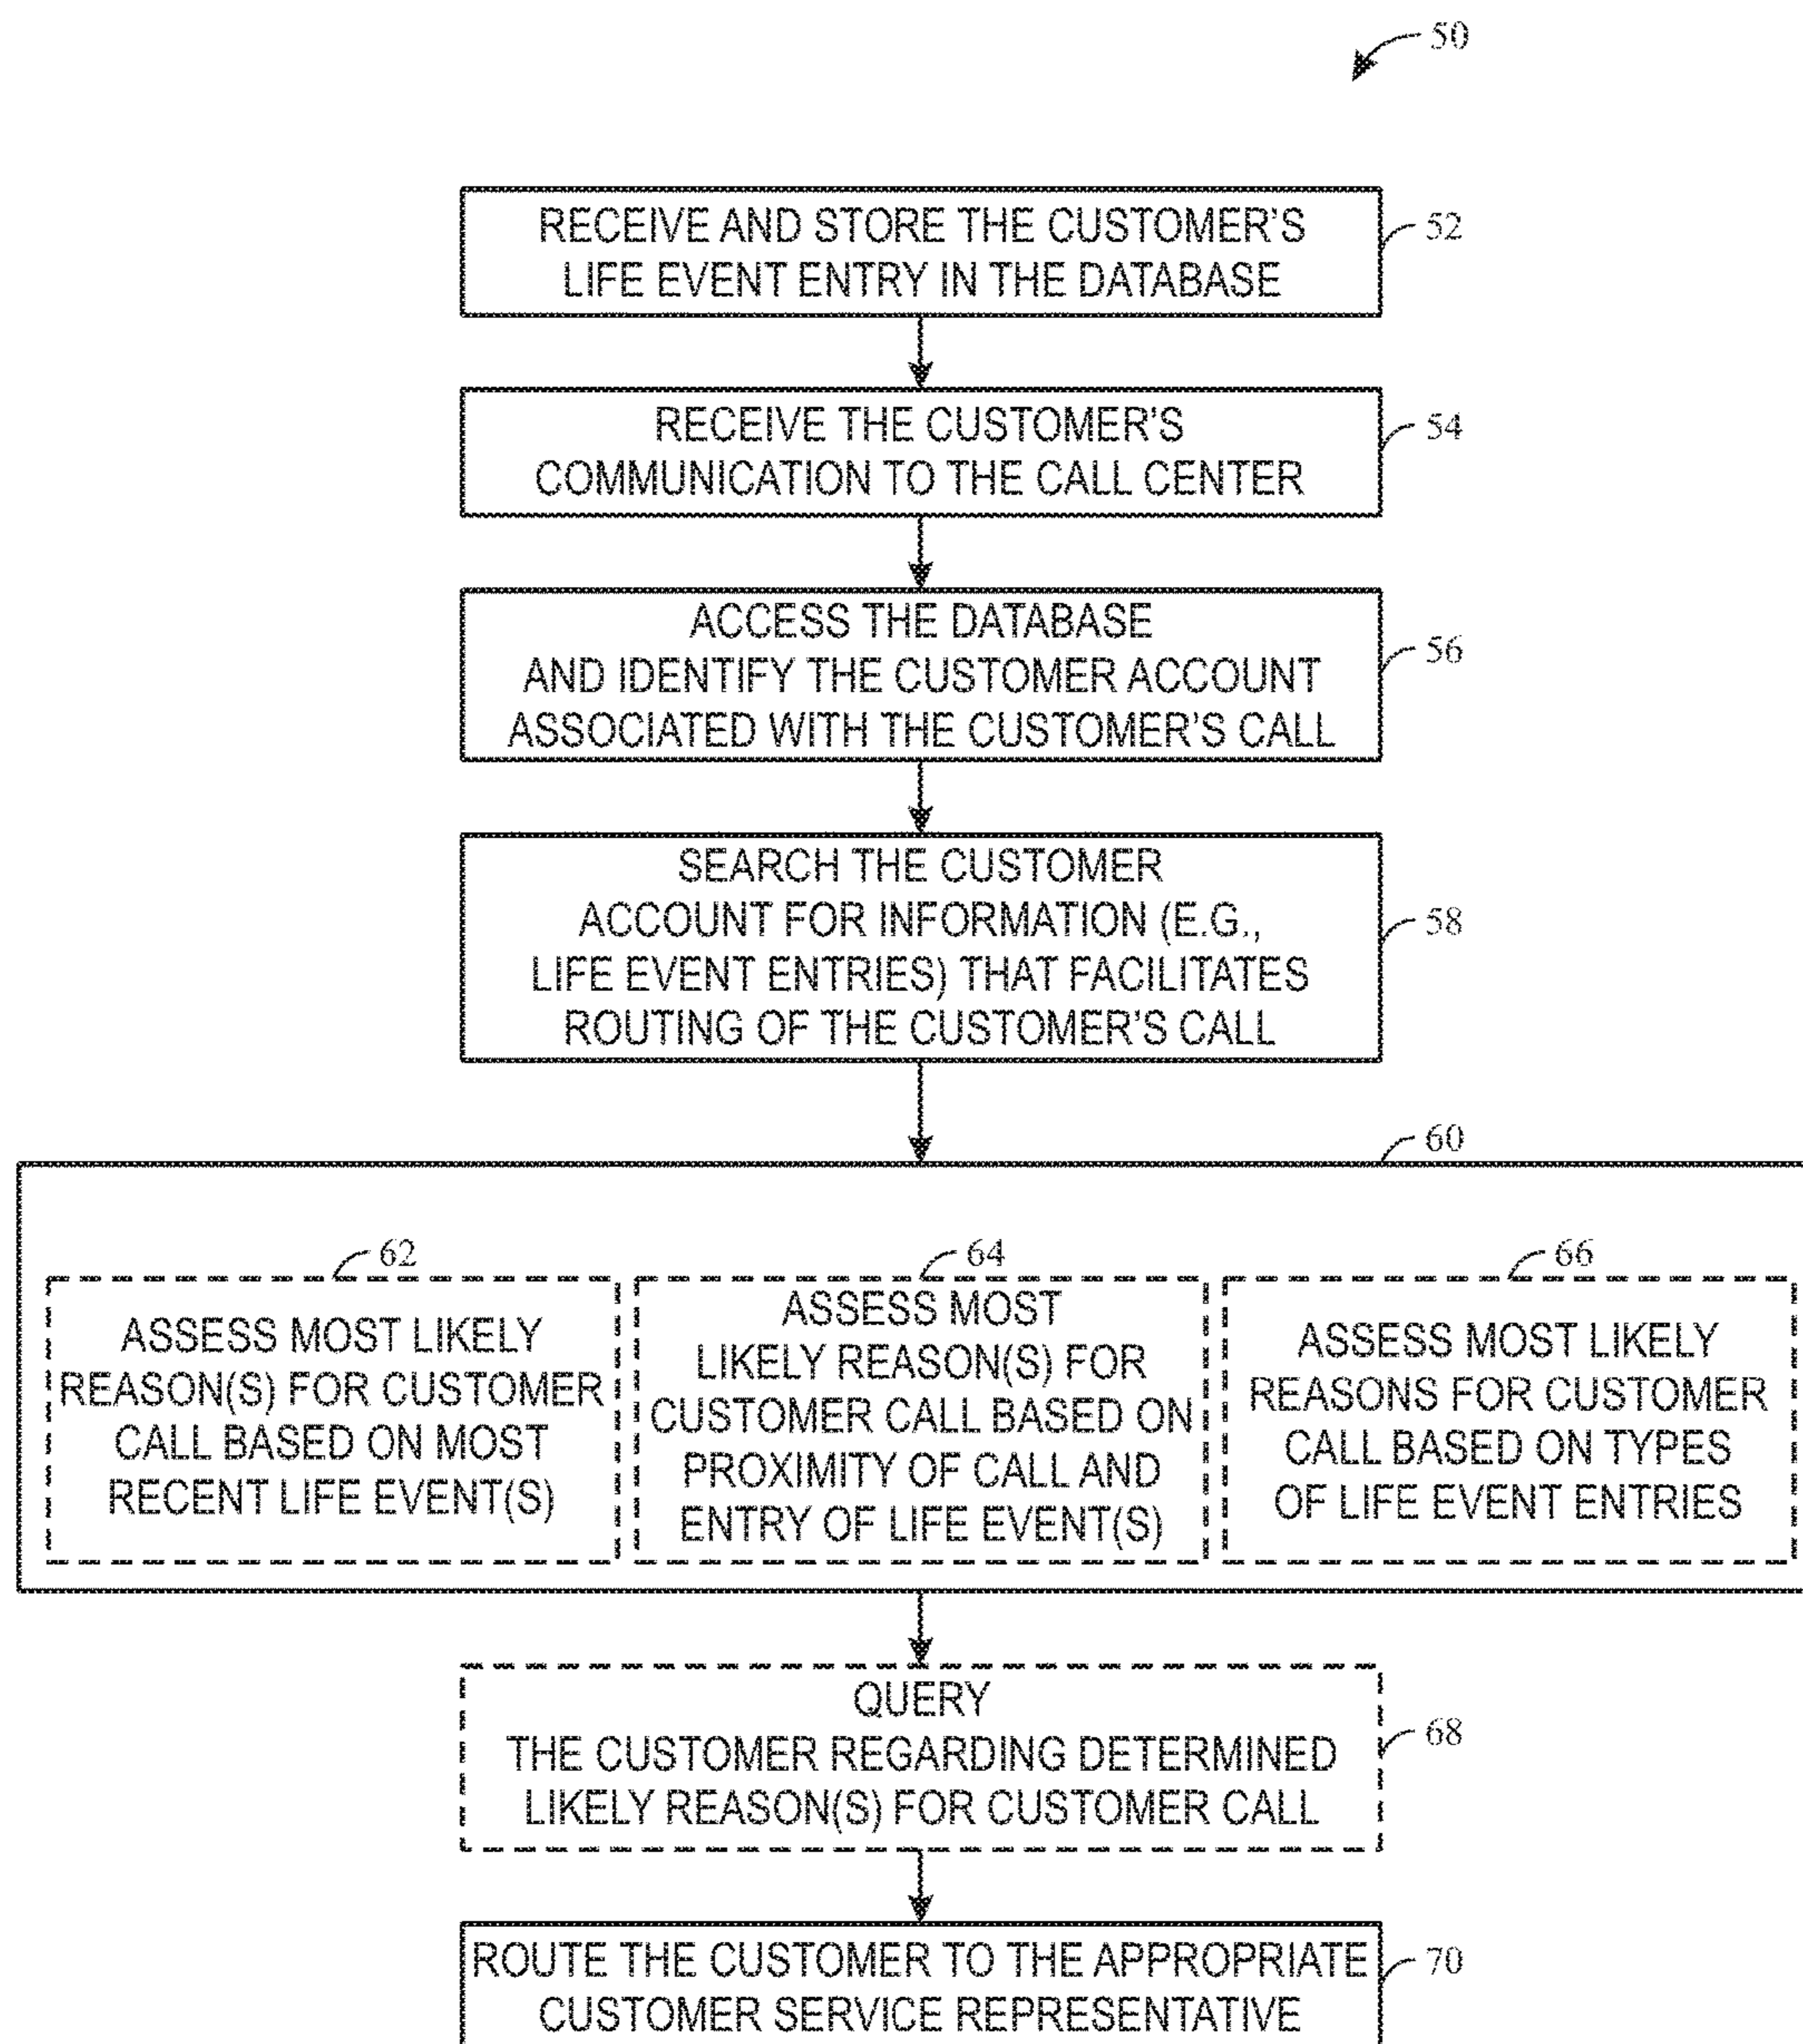 50
RECEIVE AND STORE THE CUSTOMER'S
LIFE EVENT ENTRY IN THE DATABASE
52
RECEIVE THE CUSTOMER'S
COMMUNICATION TO THE CALL CENTER
54
ACCESS THE DATABASE
AND IDENTIFY THE CUSTOMER ACCOUNT
ASSOCIATED WITH THE CUSTOMER'S CALL
56
SEARCH THE CUSTOMER
ACCOUNT FOR INFORMATION (E.G.,
LIFE EVENT ENTRIES) THAT FACILITATES
ROUTING OF THE CUSTOMER'S CALL
58
60
62
ASSESS MOST LIKELY
REASON(S) FOR CUSTOMER
CALL BASED ON MOST
RECENT LIFE EVENT(S)
64
ASSESS MOST
LIKELY REASON(S) FOR
CUSTOMER CALL BASED ON
PROXIMITY OF CALL AND
ENTRY OF LIFE EVENT(S)
66
ASSESS MOST LIKELY
REASONS FOR CUSTOMER
CALL BASED ON TYPES
OF LIFE EVENT ENTRIES
QUERY
THE CUSTOMER REGARDING DETERMINED
LIKELY REASON(S) FOR CUSTOMER CALL
68
ROUTE THE CUSTOMER TO THE APPROPRIATE
CUSTOMER SERVICE REPRESENTATIVE
70